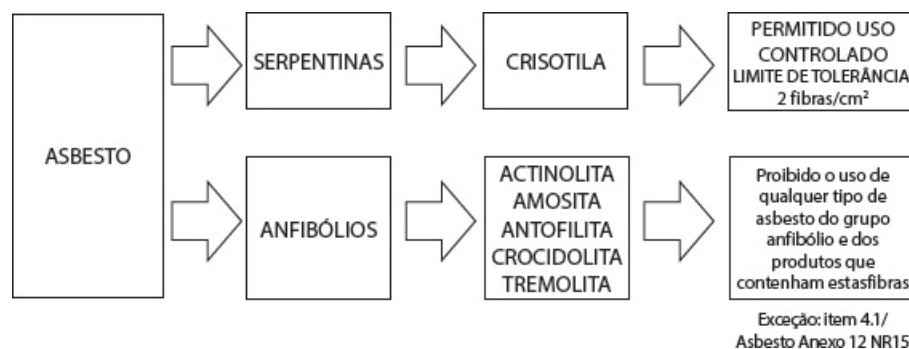 ASBESTO
SERPENTINAS
CRISOTILA
PERMITIDO USO
CONTROLADO
LIMITE DE TOLERÂNCIA
2 fibras/cm²
ANFIBÓLIOS
ACTINOLITA
AMOSITA
ANTOFILITA
CROCIDOLITA
TREMOLITA
Proibido o uso de
qualquer tipo de
asbesto do grupo
anfibólio e dos
produtos que
contenham estasfibras
Exceção: item 4.1/
Asbesto Anexo 12 NR15